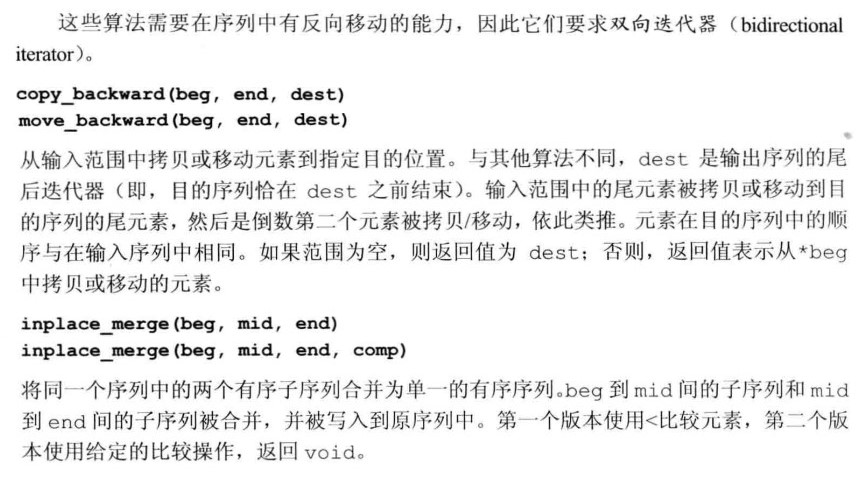 这些算法需要在序列中有反向移动的能力，因此它们要求双向迭代器（bidirectional
iterator）。
copy_backward(beg, end, dest)
move_backward(beg, end, dest)
从输入范围中拷贝或移动元素到指定目的位置。与其他算法不同，dest 是输出序列的尾
后迭代器（即，目的序列恰在 dest 之前结束）。输入范围中的尾元素被拷贝或移动到目
的序列的尾元素，然后是倒数第二个元素被拷贝/移动，依此类推。元素在目的序列中的顺
序与在输入序列中相同。如果范围为空，则返回值为 dest；否则，返回值表示从*beg
中拷贝或移动的元素。
inplace_merge(beg, mid, end)
inplace_merge(beg, mid, end, comp)
将同一个序列中的两个有序子序列合并为单一的有序序列。beg 到 mid 间的子序列和 mid
到 end 间的子序列被合并，并被写入到原序列中。第一个版本使用<比较元素，第二个版
本使用给定的比较操作，返回 void。